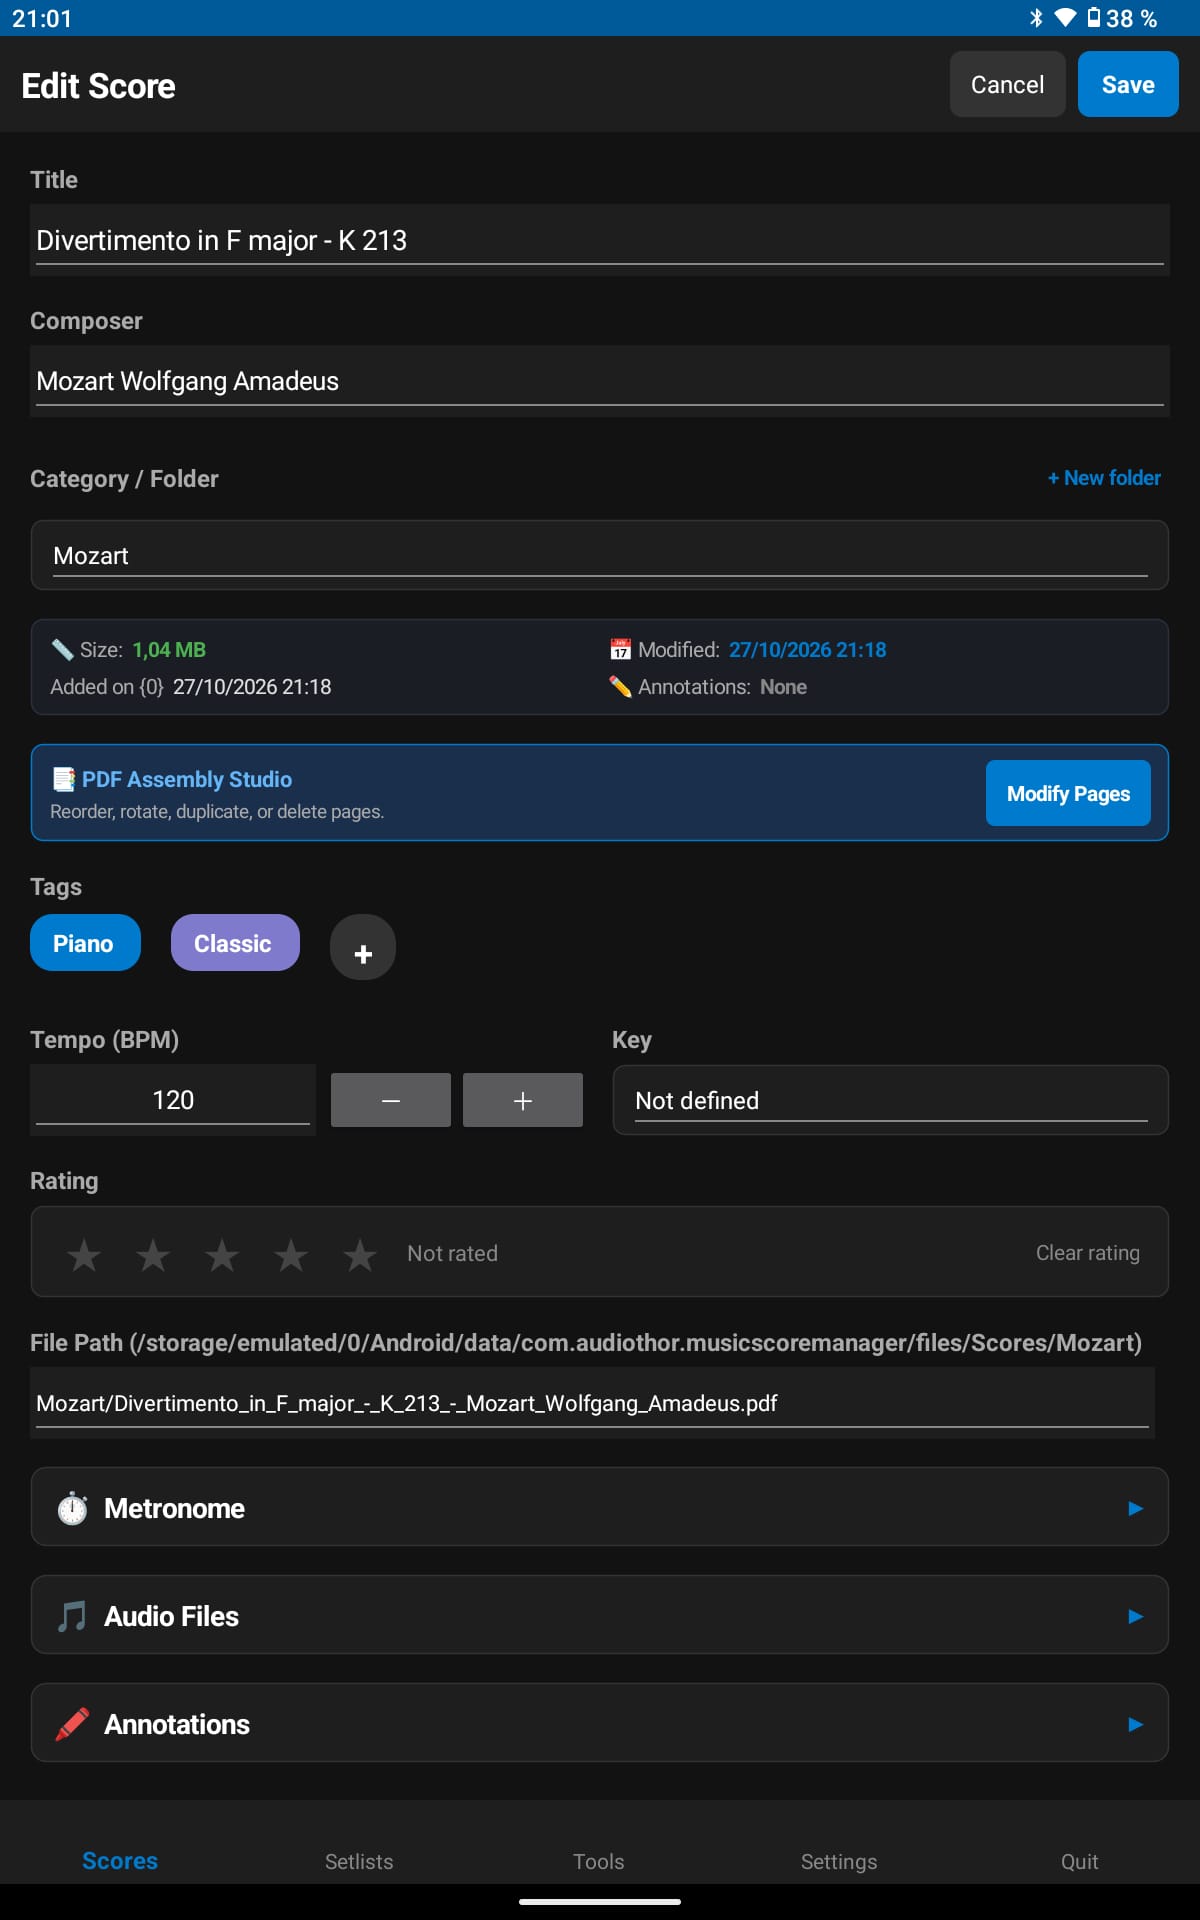 21:01
38 %
Edit Score
Cancel
Save
Title
Divertimento in F major - K 213
Composer
Mozart Wolfgang Amadeus
Category / Folder
+ New folder
Mozart
Size: 1,04 MB
Modified: 27/10/2026 21:18
Added on {0} 27/10/2026 21:18
Annotations: None
PDF Assembly Studio
Reorder, rotate, duplicate, or delete pages.
Modify Pages
Tags
Piano
Classic
+
Tempo (BPM)
Key
120
−
+
Not defined
Rating
Not rated
Clear rating
File Path (/storage/emulated/0/Android/data/com.audiothor.musicscoremanager/files/Scores/Mozart)
Mozart/Divertimento_in_F_major_-_K_213_-_Mozart_Wolfgang_Amadeus.pdf
Metronome
Audio Files
Annotations
Scores
Setlists
Tools
Settings
Quit